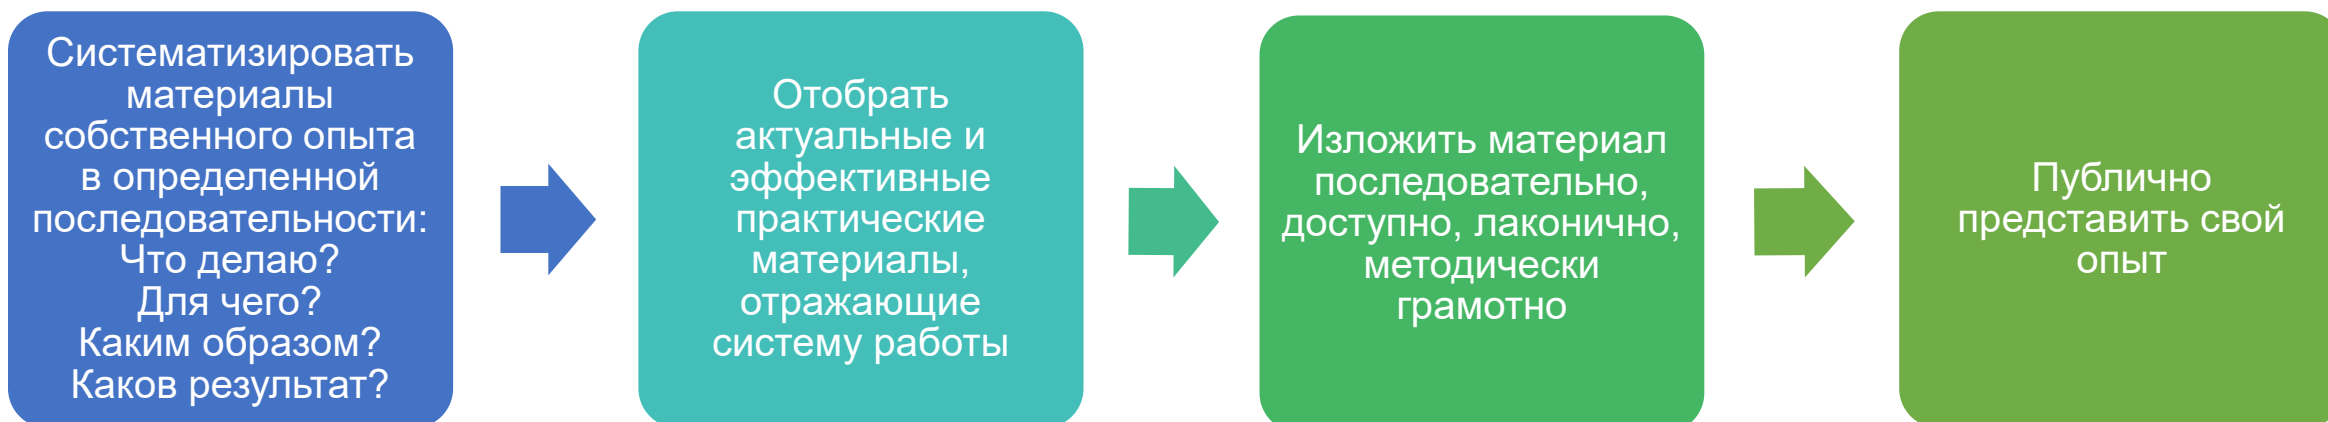 Систематизировать
материалы
собственного опыта
в определенной
последовательности:
Что делаю?
Для чего?
Каким образом?
Каков результат?
Отобрать
актуальные и
эффективные
практические
материалы,
отражающие
систему работы
Изложить материал
последовательно,
доступно, лаконично,
методически
грамотно
Публично
представить свой
опыт